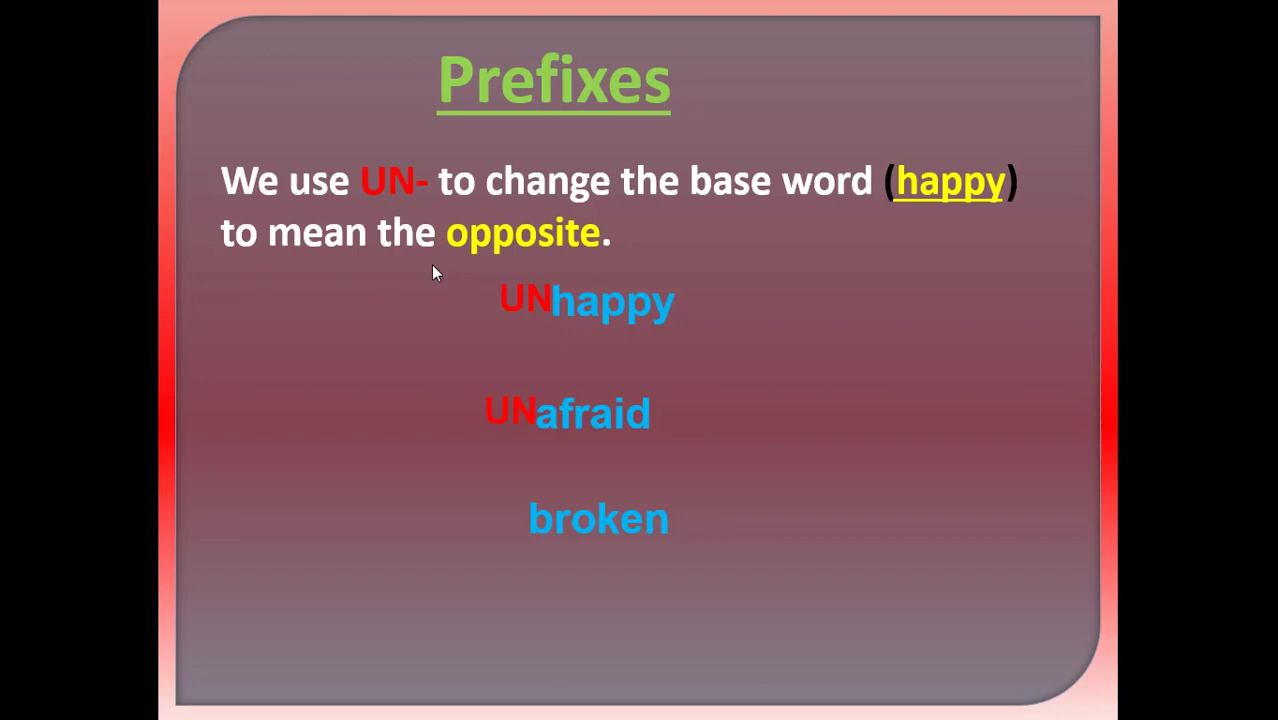 Prefixes
We use UN- to change the base word (happy)
to mean the opposite.
UNhappy
UNafraid
broken